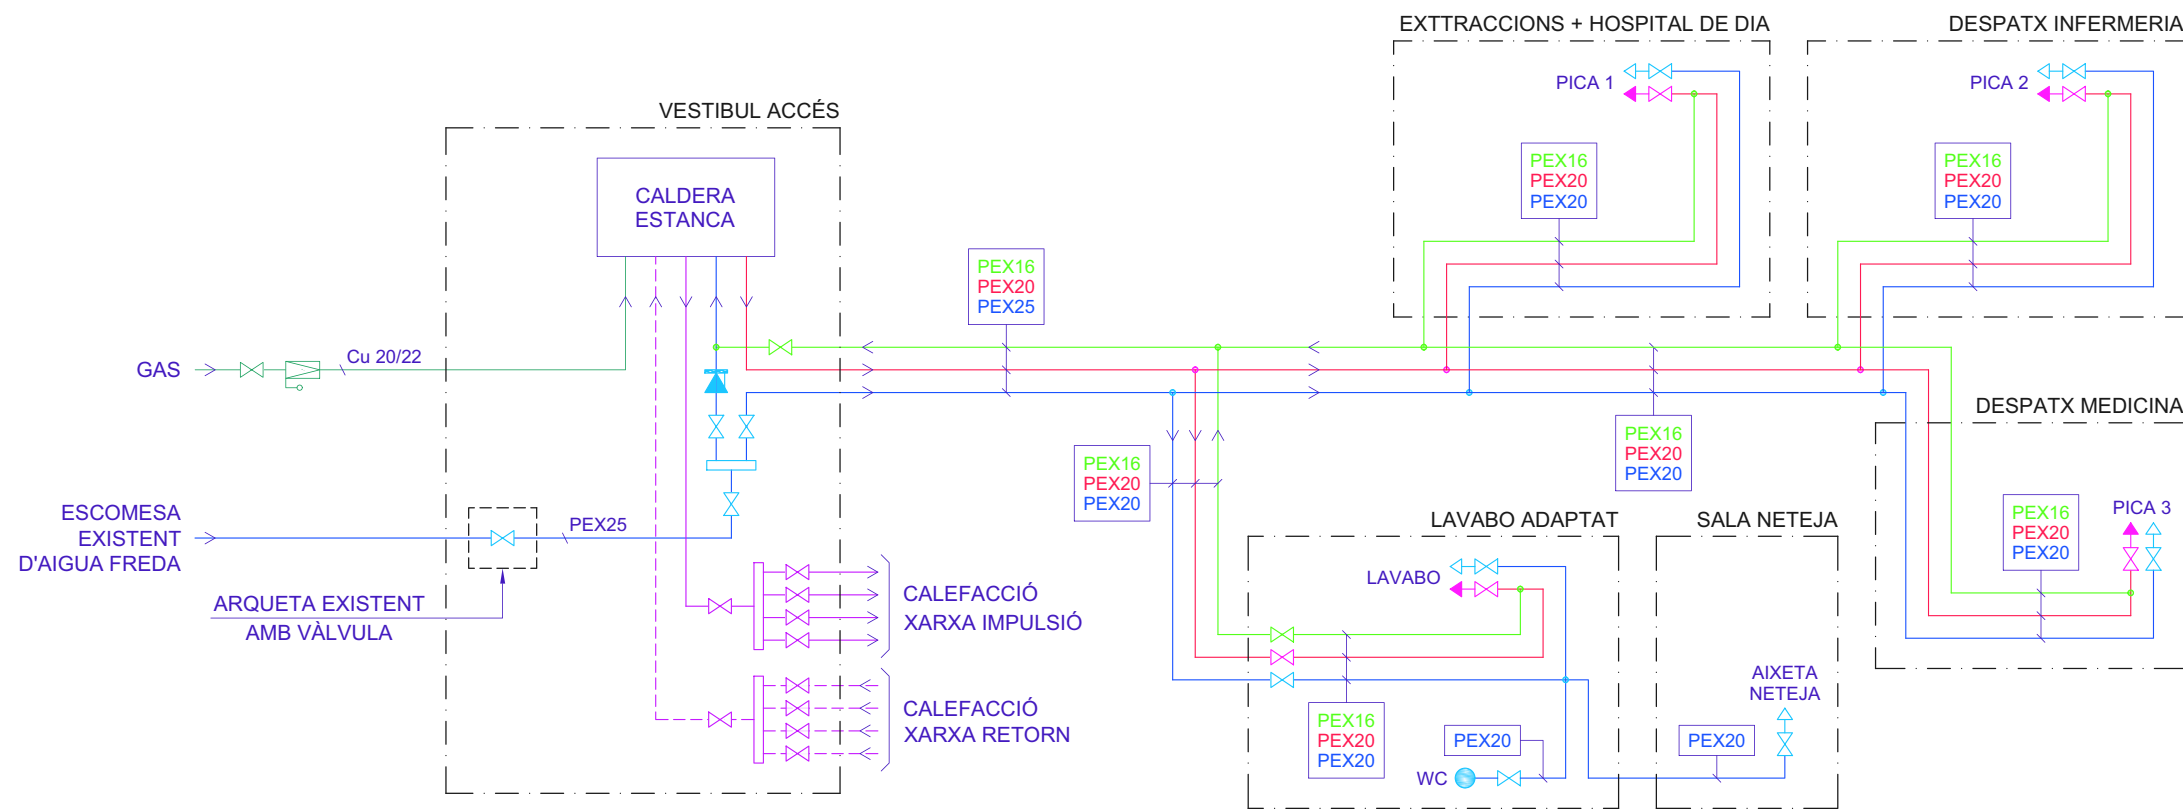 EXTTRACCIONS + HOSPITAL DE DIA
DESPATX INFERMERIA
PICA 1
PICA 2
VESTIBUL ACCÉS
PEX16
PEX20
PEX20
PEX16
PEX20
PEX20
CALDERA
ESTANCA
PEX16
PEX20
PEX25
GAS
Cu 20/22
DESPATX MEDICINA
PEX16
PEX20
PEX20
PEX16
PEX20
PEX20
ESCOMESA
EXISTENT
D'AIGUA FREDA
PEX25
LAVABO ADAPTAT
SALA NETEJA
PEX16
PEX20
PEX20
PICA 3
LAVABO
ARQUETA EXISTENT
AMB VÀLVULA
CALEFACCIÓ
XARXA IMPULSIÓ
AIXETA
NETEJA
CALEFACCIÓ
XARXA RETORN
PEX16
PEX20
PEX20
PEX20
PEX20
WC